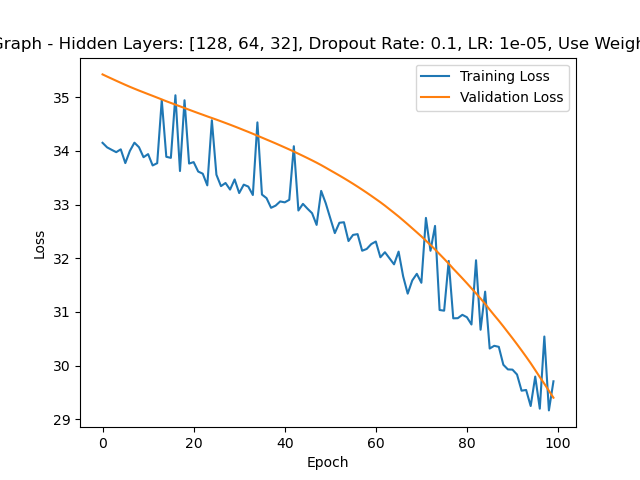 Graph - Hidden Layers: [128, 64, 32], Dropout Rate: 0.1, LR: 1e-05, Use
Training Loss
Validation Loss
Loss
35
34
33
32
31
30
29
0 20 40 60 80 100
Epoch